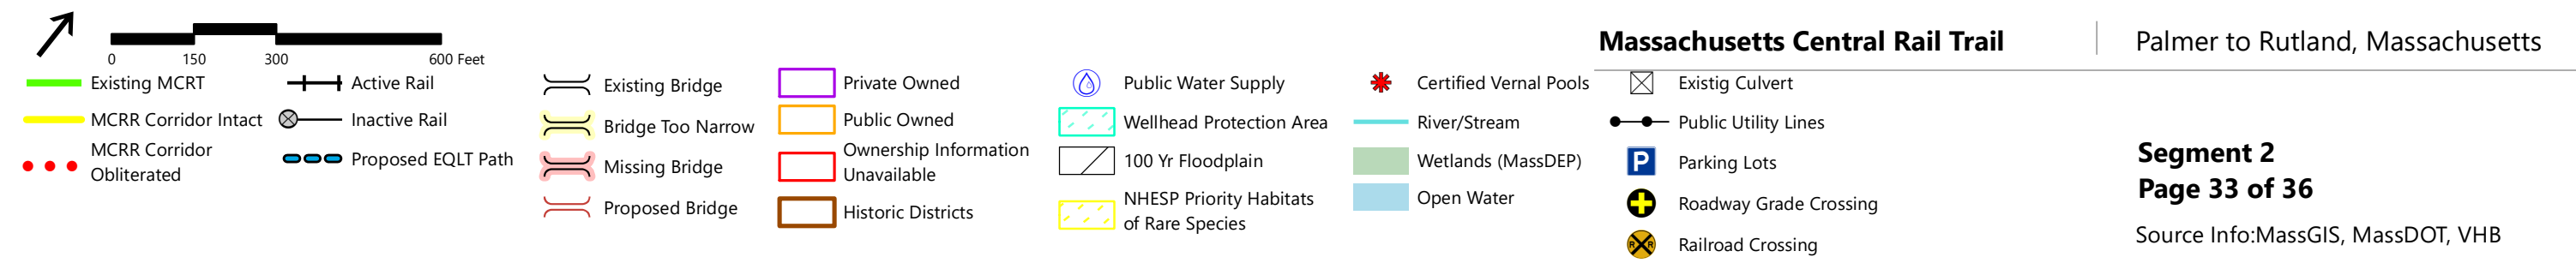 0 150 300 600 Feet
Existing MCRT
MCRR Corridor Intact
MCRR Corridor
Obliterated
Active Rail
Inactive Rail
Proposed EQLT Path
Existing Bridge
Bridge Too Narrow
Missing Bridge
Proposed Bridge
Private Owned
Public Owned
Ownership Information
Unavailable
Historic Districts
Public Water Supply
Wellhead Protection Area
100 Yr Floodplain
NHESP Priority Habitats
of Rare Species
Certified Vernal Pools
River/Stream
Wetlands (MassDEP)
Open Water
Massachusetts Central Rail Trail
Existig Culvert
Public Utility Lines
P
Parking Lots
Roadway Grade Crossing
R R
Railroad Crossing
Palmer to Rutland, Massachusetts
Segment 2
Page 33 of 36
Source Info:MassGIS, MassDOT, VHB